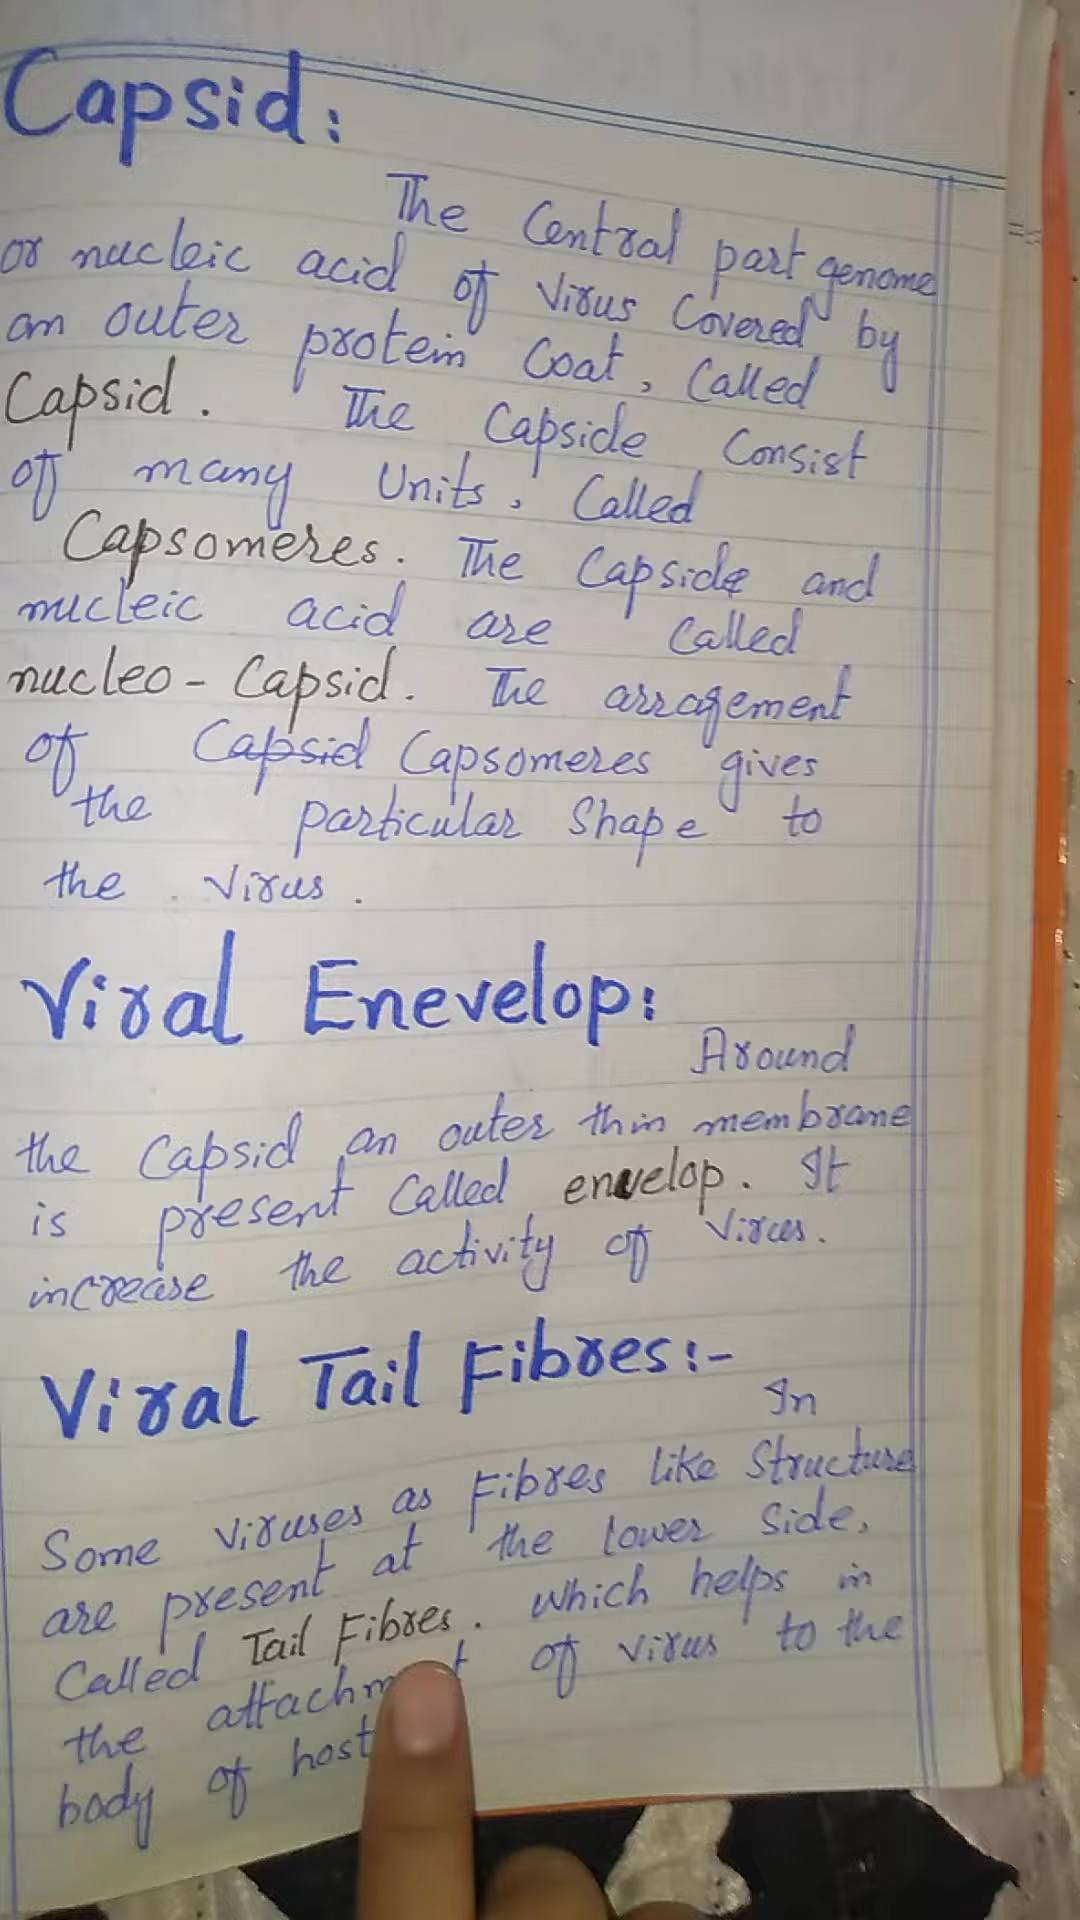 Capsid:
The Central part genome
or nucleic acid of virus Covered by
an outer protein Coat, Called
Capsid. The Capside Consist
of many Units, Called
Capsomeres. The Capside and
nucleic acid are Called
nucleo-Capsid. The arragement
of Capsid Capsomeres gives
the particular Shape to
the virus.
Viral Enevelop:
Around
the Capsid an outer thin membrane
is present Called envelop. It
increase the activity of virus.
Viral Tail Fibres:-
In
Some viruses as Fibres like Structure
are present at the lower Side,
Called Tail Fibres. which helps in
the of virus to the
body of host